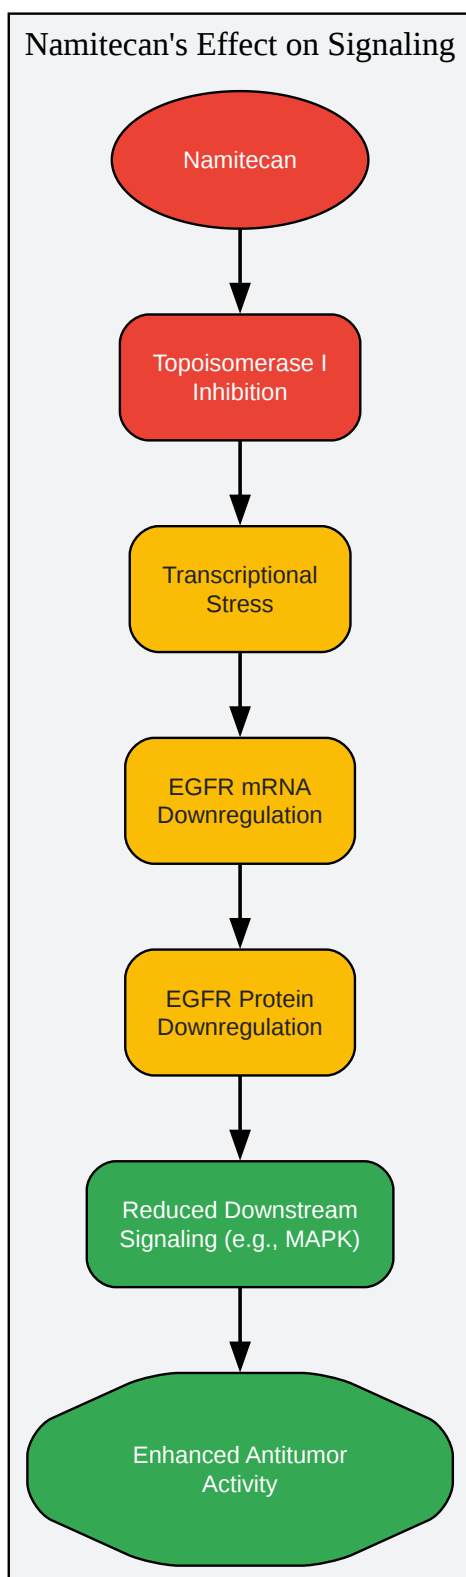 Namitecan's Effect on Signaling
Namitecan
Topoisomerase I
Inhibition
Transcriptional
Stress
EGFR mRNA
Downregulation
EGFR Protein
Downregulation
Reduced Downstream
Signaling (e.g., MAPK)
Enhanced Antitumor
Activity